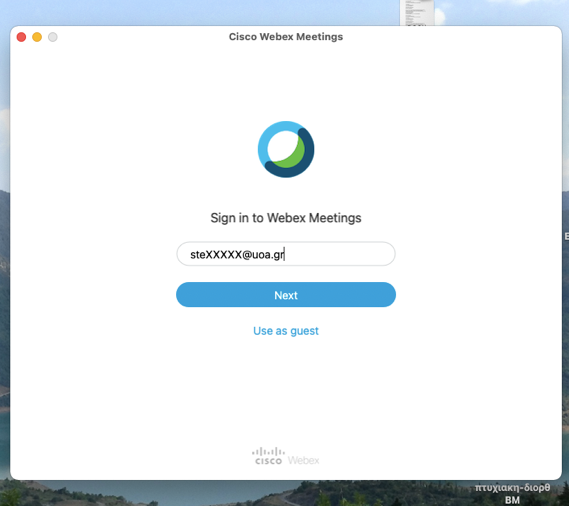 Cisco Webex Meetings
Sign in to Webex Meetings
steXXXXX@uoa.gr
Next
Use as guest
cisco Webex
πτυχιακη-διορθ
BM